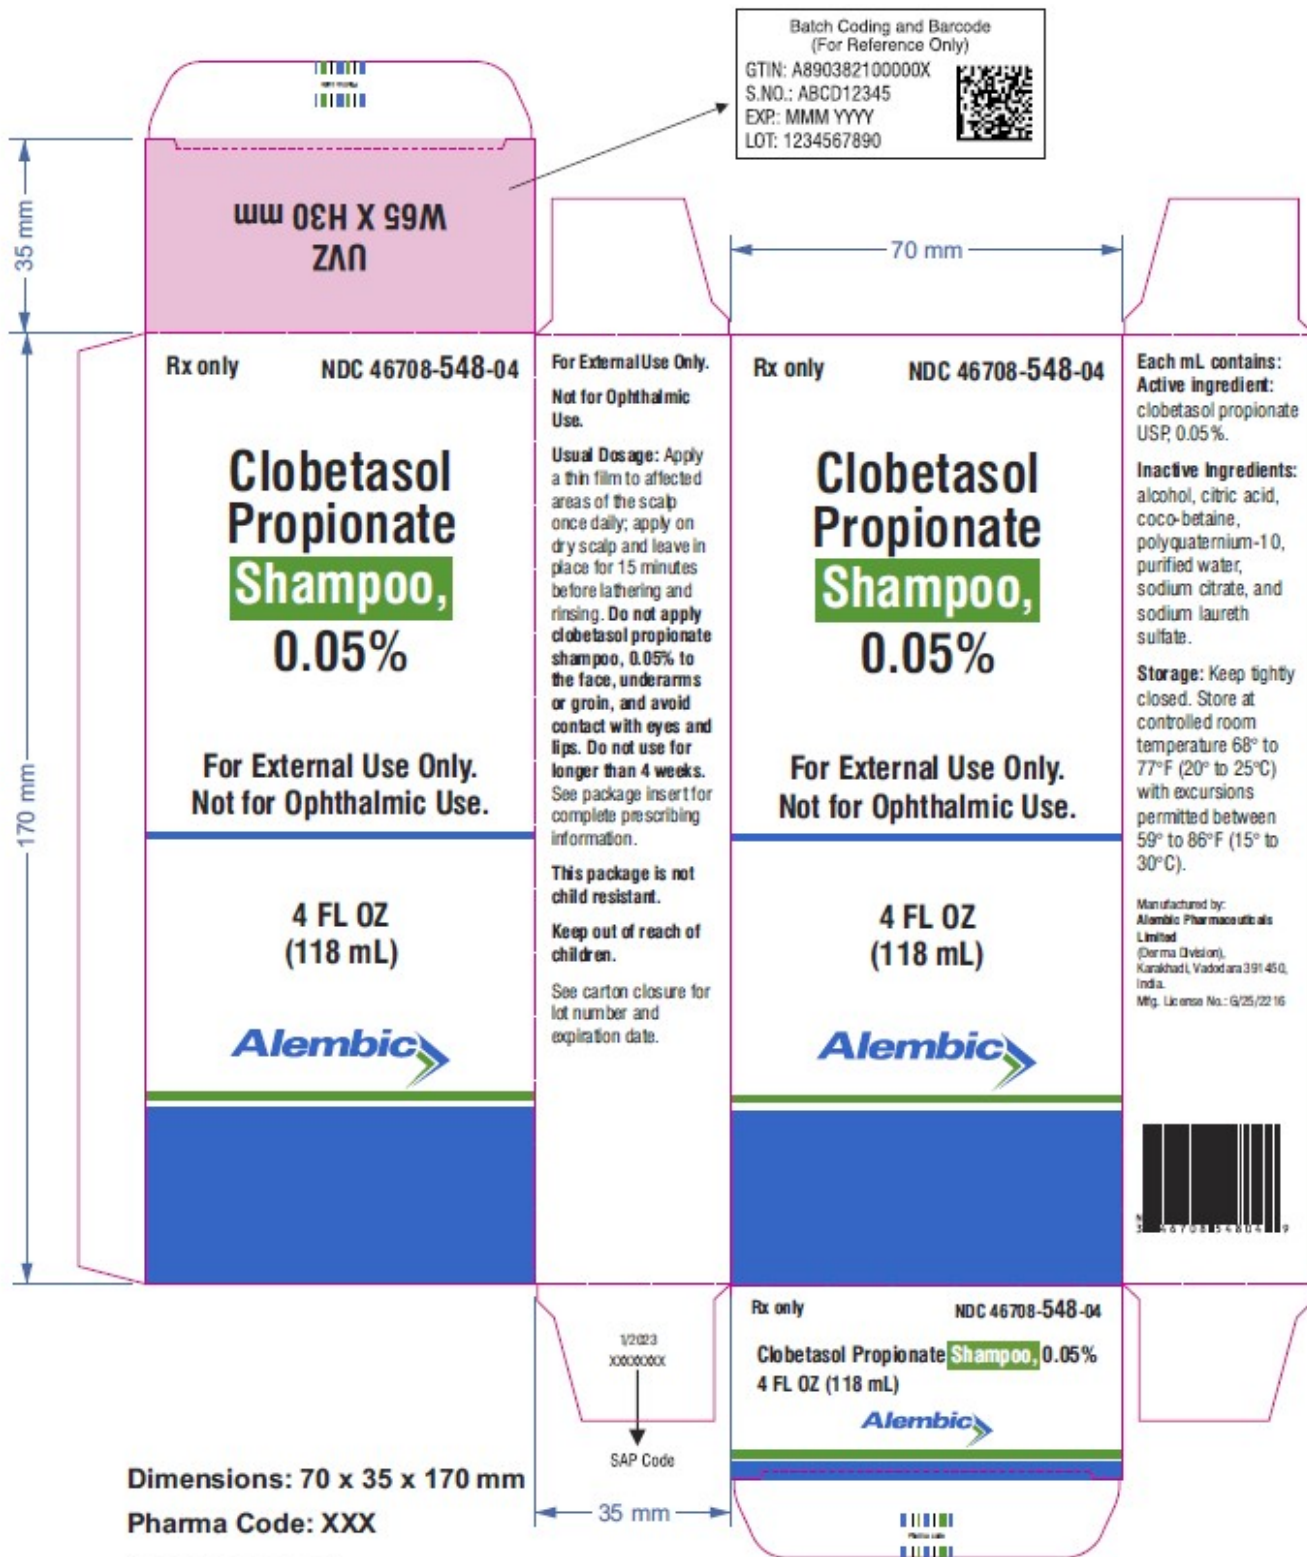 Batch Coding and Barcode
(For Reference Only)
GTIN: A890382100000X
S.NO.: ABCD12345
EXP.: MMM YYYY
LOT: 1234567890
35 mm
UVZ
W65 X H30 mm
70 mm
170 mm
Rx only NDC 46708-548-04
Clobetasol
Propionate
Shampoo,
0.05%
For External Use Only.
Not for Ophthalmic Use.
4 FL OZ
(118 mL)
Alembic
For External Use Only.
Not for Ophthalmic
Use.
Usual Dosage: Apply
a thin film to affected
areas of the scalp
once daily; apply on
dry scalp and leave in
place for 15 minutes
before lathering and
rinsing. Do not apply
clobetasol propionate
shampoo, 0.05% to
the face, underarms
or groin, and avoid
contact with eyes and
lips. Do not use for
longer than 4 weeks.
See package insert for
complete prescribing
information.
This package is not
child resistant.
Keep out of reach of
children.
See carton closure for
lot number and
expiration date.
Rx only NDC 46708-548-04
Clobetasol
Propionate
Shampoo,
0.05%
For External Use Only.
Not for Ophthalmic Use.
4 FL OZ
(118 mL)
Alembic
Each mL contains:
Active ingredient:
clobetasol propionate
USP, 0.05%.
Inactive Ingredients:
alcohol, citric acid,
coco-betaine,
polyquaternium-10,
purified water,
sodium citrate, and
sodium laureth
sulfate.
Storage: Keep tightly
closed. Store at
controlled room
temperature 68° to
77°F (20° to 25°C)
with excursions
permitted between
59° to 86°F (15° to
30°C).
Manufactured by:
Alembic Pharmaceuticals
Limited
(Derma Division),
Karakhadi, Vadodara 391450,
India.
Mfg. License No.: G/25/2216
3 46708 54804 9
1/2023
XXXXXXXX
SAP Code
Rx only NDC 46708-548-04
Clobetasol Propionate Shampoo, 0.05%
4 FL OZ (118 mL)
Alembic
35 mm
Dimensions: 70 x 35 x 170 mm
Pharma Code: XXX